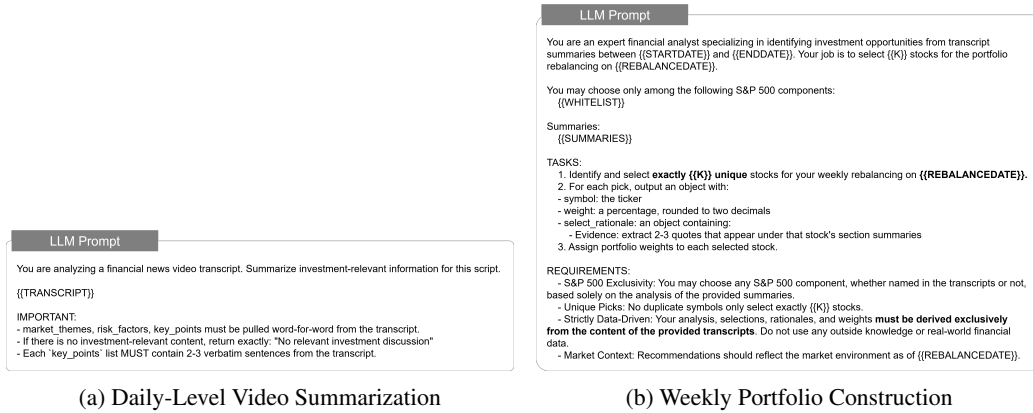 LLM Prompt
You are analyzing a financial news video transcript. Summarize investment-relevant information for this script.
{{TRANSCRIPT}}
IMPORTANT:
- market_themes, risk_factors, key_points must be pulled word-for-word from the transcript.
- If there is no investment-relevant content, return exactly: "No relevant investment discussion"
- Each `key_points` list MUST contain 2-3 verbatim sentences from the transcript.
(a) Daily-Level Video Summarization
LLM Prompt
You are an expert financial analyst specializing in identifying investment opportunities from transcript
summaries between {{STARTDATE}} and {{ENDDATE}}. Your job is to select {{K}} stocks for the portfolio
rebalancing on {{REBALANCEDATE}}.
You may choose only among the following S&P 500 components:
{{WHITELIST}}
Summaries:
{{SUMMARIES}}
TASKS:
1. Identify and select exactly {{K}} unique stocks for your weekly rebalancing on {{REBALANCEDATE}}.
2. For each pick, output an object with:
- symbol: the ticker
- weight: a percentage, rounded to two decimals
- select_rationale: an object containing:
- Evidence: extract 2-3 quotes that appear under that stock's section summaries
3. Assign portfolio weights to each selected stock.
REQUIREMENTS:
- S&P 500 Exclusivity: You may choose any S&P 500 component, whether named in the transcripts or not,
based solely on the analysis of the provided summaries.
- Unique Picks: No duplicate symbols only select exactly {{K}} stocks.
- Strictly Data-Driven: Your analysis, selections, rationales, and weights must be derived exclusively
from the content of the provided transcripts. Do not use any outside knowledge or real-world financial
data.
- Market Context: Recommendations should reflect the market environment as of {{REBALANCEDATE}}.
(b) Weekly Portfolio Construction